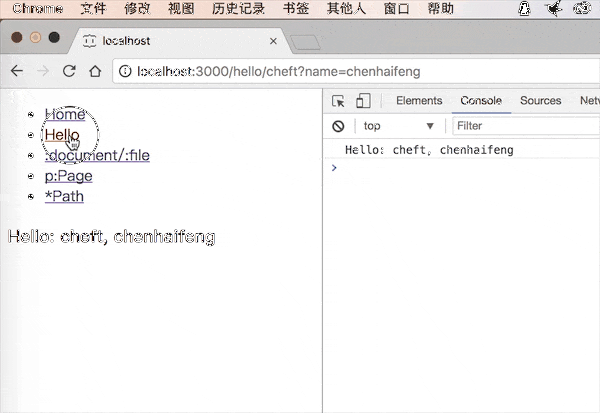 Chrome 文件 修改 视图 历史记录 书签 其他人 窗口 帮助
localhost
localhost:3000/hello/cheft?name=chenhaifeng
Elements Console Sources Netw
top Filter
Home
Hello
:document/:file
p:Page
*Path
Hello: cheft, chenhaifeng
Hello: cheft, chenhaifeng